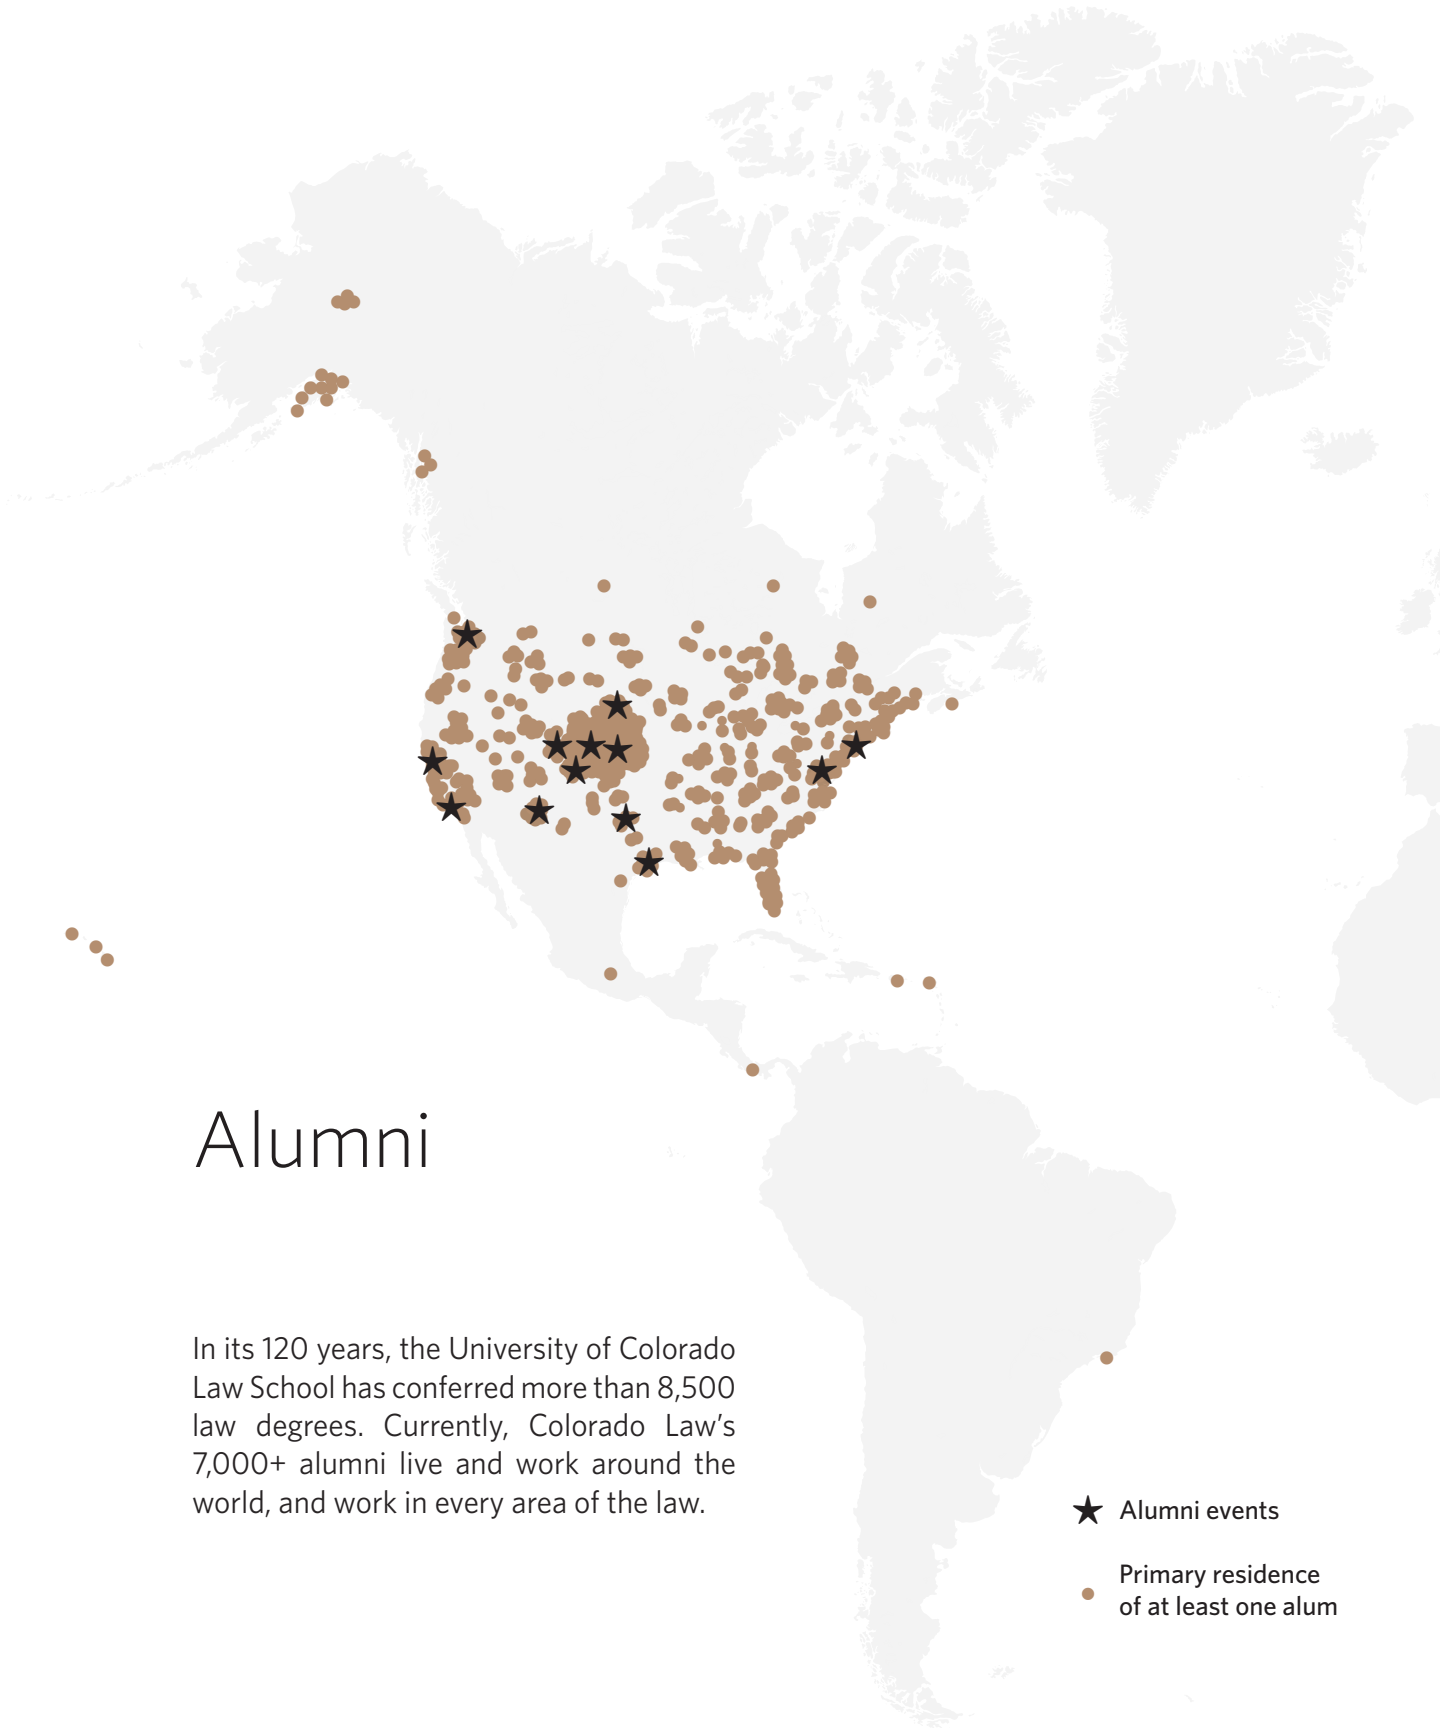 Alumni
In its 120 years, the University of Colorado
Law School has conferred more than 8,500
law degrees. Currently, Colorado Law’s
7,000+ alumni live and work around the
world, and work in every area of the law.
Alumni events
Primary residence
of at least one alum